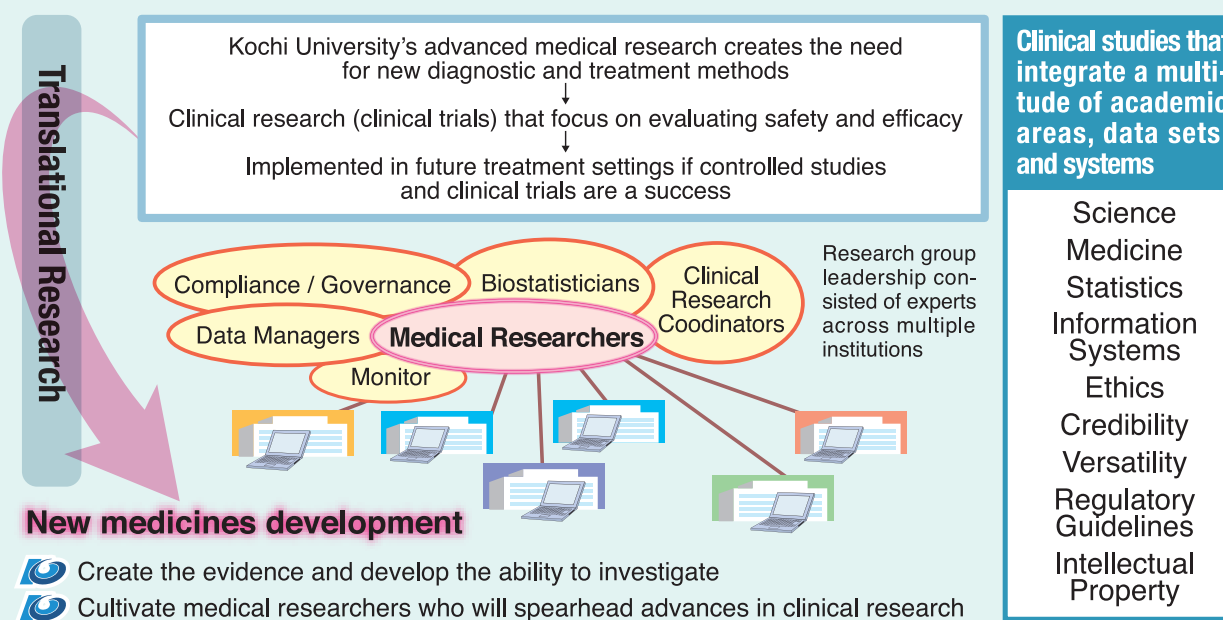 Translational Research
Kochi University's advanced medical research creates the need
for new diagnostic and treatment methods
Clinical research (clinical trials) that focus on evaluating safety and efficacy
Implemented in future treatment settings if controlled studies
and clinical trials are a success
Compliance / Governance
Biostatisticians
Clinical
Research
Coodinators
Data Managers
Medical Researchers
Monitor
Research group
leadership con-
sisted of experts
across multiple
institutions
New medicines development
Create the evidence and develop the ability to investigate
Cultivate medical researchers who will spearhead advances in clinical research
Clinical studies that
integrate a multi-
tude of academic
areas, data sets
and systems
Science
Medicine
Statistics
Information
Systems
Ethics
Credibility
Versatility
Regulatory
Guidelines
Intellectual
Property